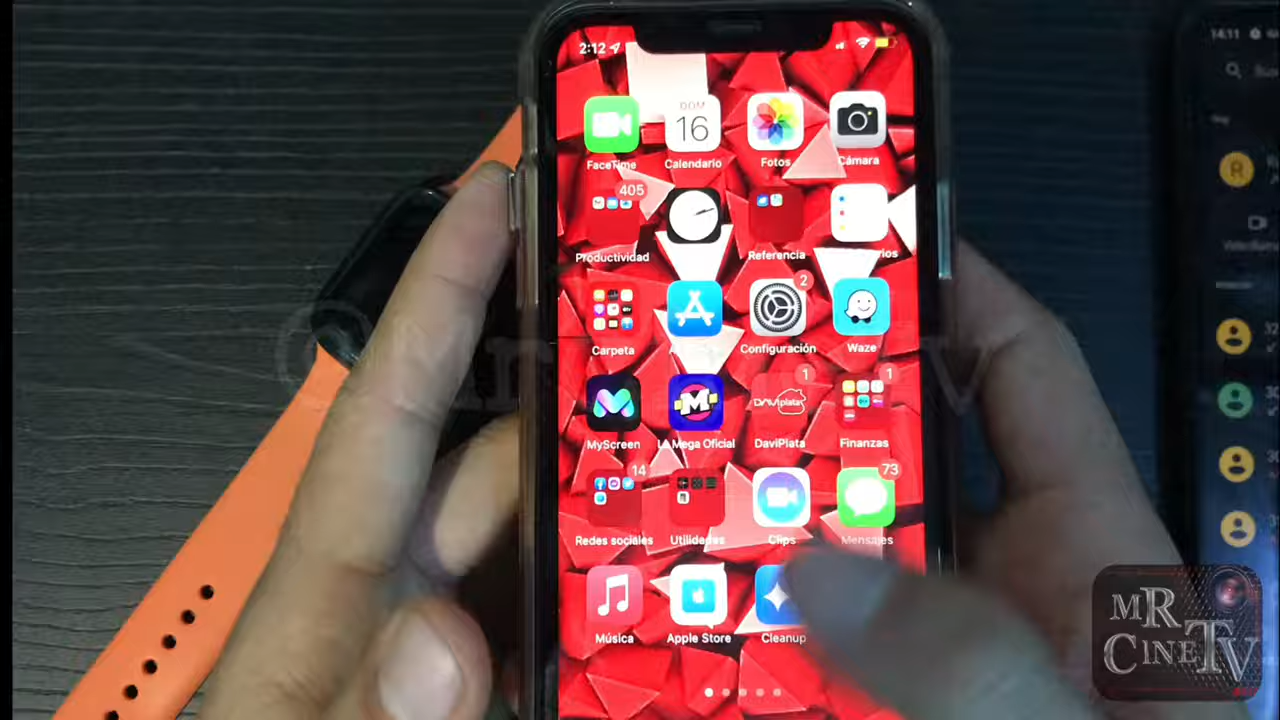 2:12
14:11
DOM
16
FaceTime
Calendario
Fotos
Cámara
405
Productividad
Referencia
2
Carpeta
Configuración
Waze
1
1
DaviPlata
MyScreen
La Mega Oficial
DaviPlata
Finanzas
14
73
Redes sociales
Utilidades
Clips
Mensajes
Música
Apple Store
Cleanup
MR
CINE TV